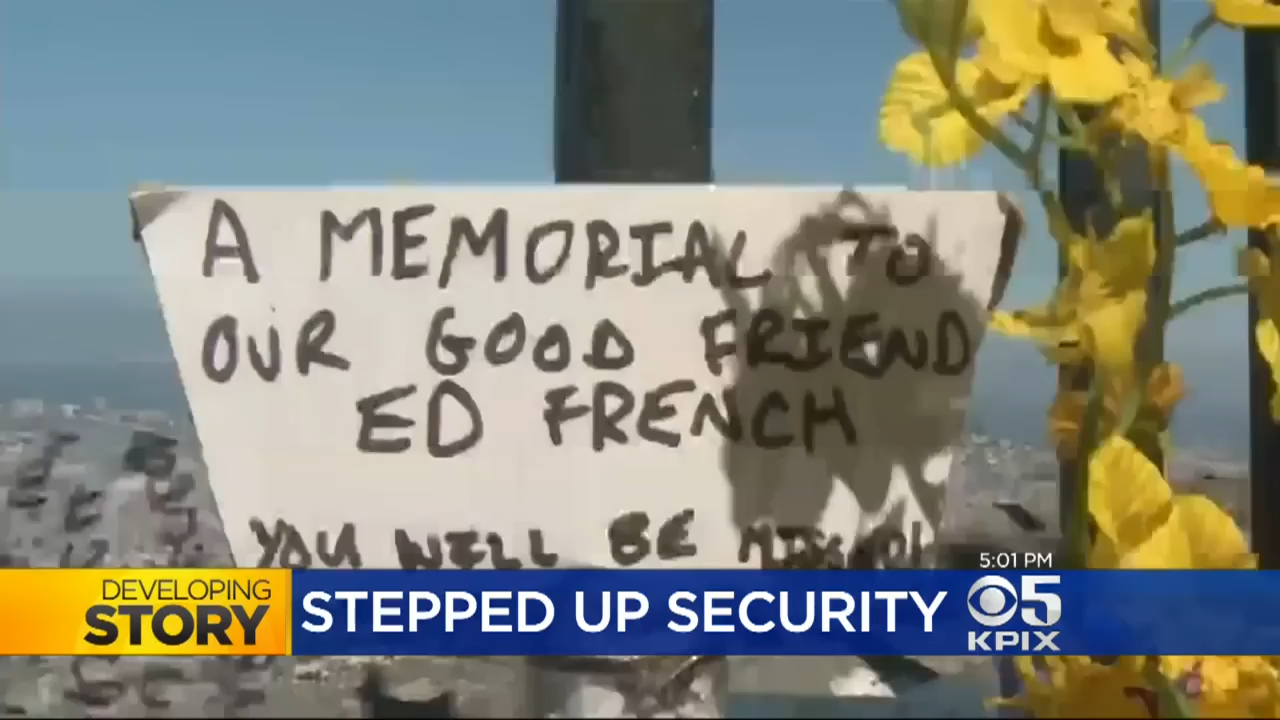 A MEMORIAL TO
OUR GOOD FRIEND
ED FRENCH
YOU WILL BE
5:01 PM
DEVELOPING
STORY
STEPPED UP SECURITY
5
KPIX